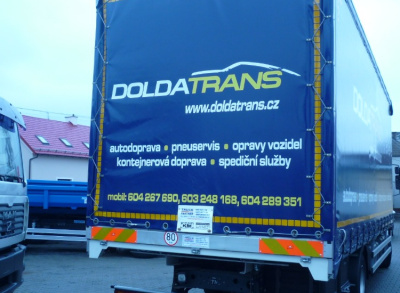 DOLDATRANS
www.doldatrans.cz
autodoprava • pneuservis • opravy vozidel
kontejnerová doprava • spediční služby
mobil: 604 267 690, 603 248 168, 604 289 351
80
DOLDATRANS